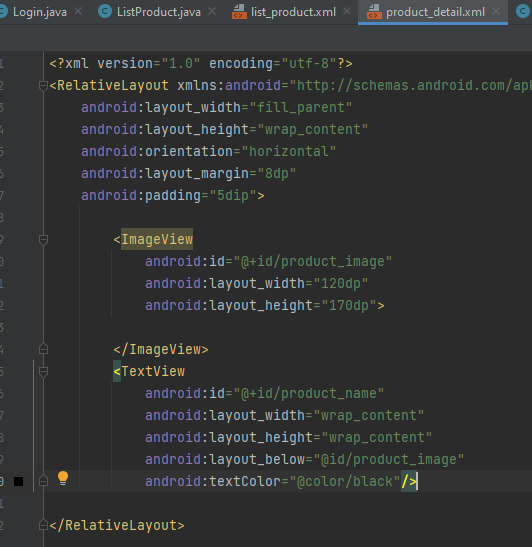 Login.java × ListProduct.java × list_product.xml × product_detail.xml ×
<?xml version="1.0" encoding="utf-8"?>
<RelativeLayout xmlns:android="http://schemas.android.com/
android:layout_width="fill_parent"
android:layout_height="wrap_content"
android:orientation="horizontal"
android:layout_margin="8dp"
android:padding="5dip">
<ImageView
android:id="@+id/product_image"
android:layout_width="120dp"
android:layout_height="170dp">
</ImageView>
<TextView
android:id="@+id/product_name"
android:layout_width="wrap_content"
android:layout_height="wrap_content"
android:layout_below="@id/product_image"
android:textColor="@color/black"/>
</RelativeLayout>